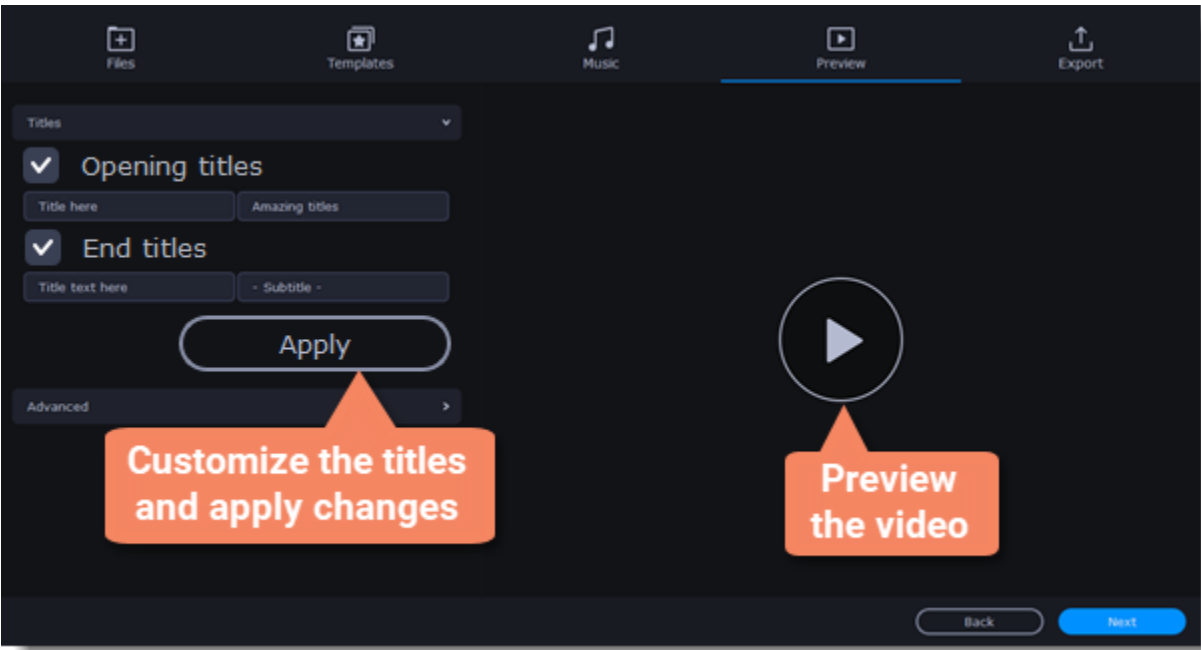 Files
Templates
Music
Preview
Export
Titles
Opening titles
Title here
Amazing titles
End titles
Title text here
- Subtitle -
Apply
Advanced
Customize the titles
and apply changes
Preview
the video
Back
Next